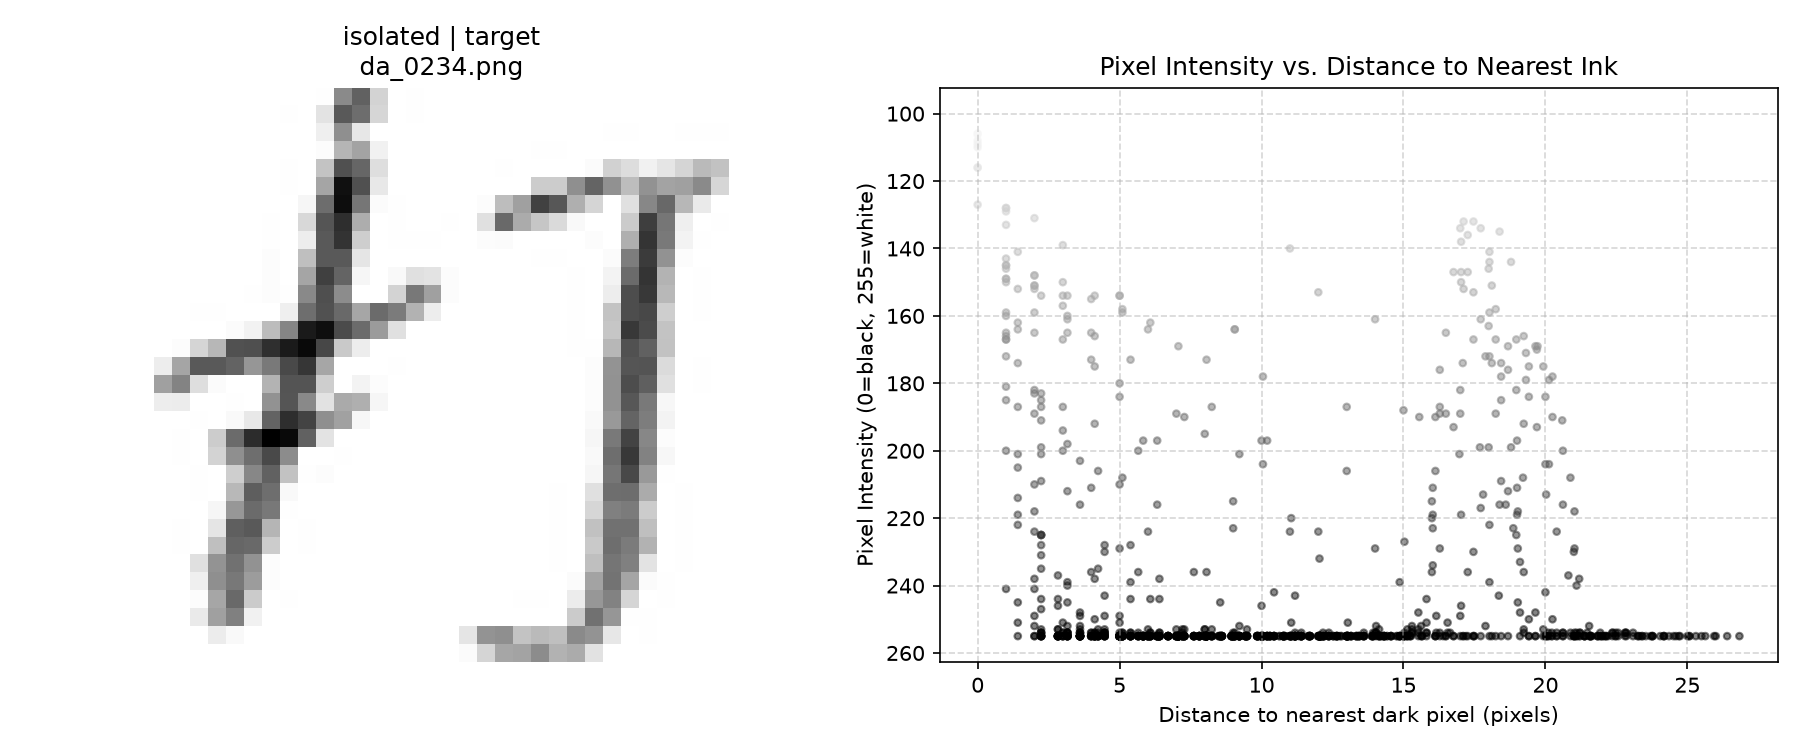 isolated | target
da_0234.png
Pixel Intensity vs. Distance to Nearest Ink
Pixel Intensity (0=black, 255=white)
100
120
140
160
180
200
220
240
260
0 5 10 15 20 25
Distance to nearest dark pixel (pixels)